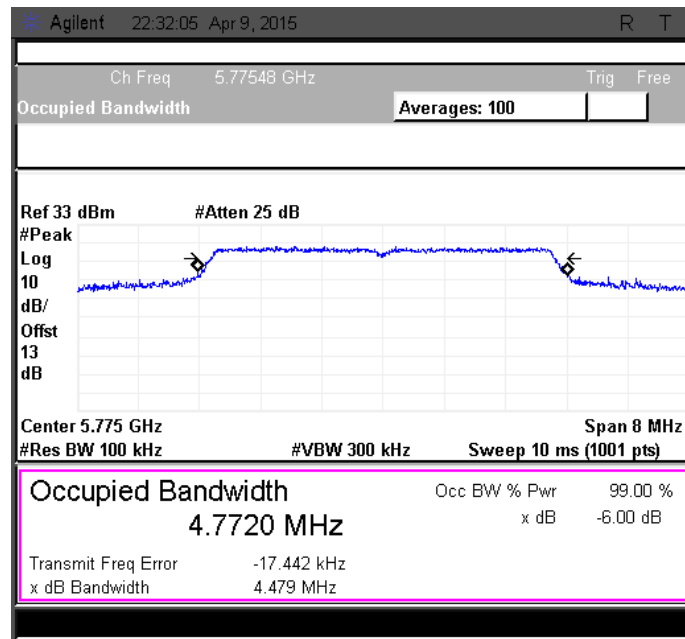 Agilent 22:32:05 Apr 9, 2015 R T
Ch Freq 5.77548 GHz Trig Free
Occupied Bandwidth Averages: 100
Ref 33 dBm #Atten 25 dB
#Peak
Log
10
dB/
Offst
13
dB
Center 5.775 GHz Span 8 MHz
#Res BW 100 kHz #VBW 300 kHz Sweep 10 ms (1001 pts)
Occupied Bandwidth Occ BW % Pwr 99.00 %
4.7720 MHz x dB -6.00 dB
Transmit Freq Error -17.442 kHz
x dB Bandwidth 4.479 MHz